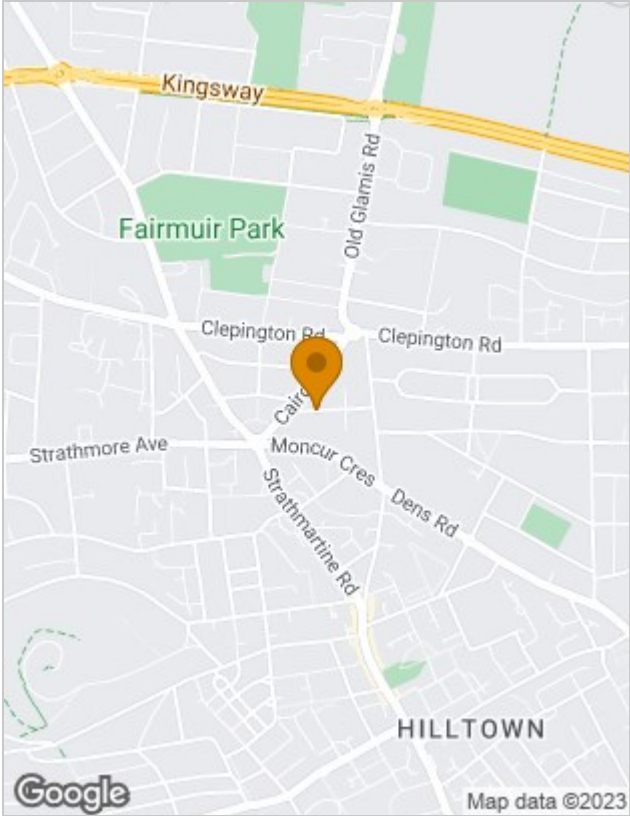 Kingsway
Old Glamis Rd
Fairmuir Park
Clepington Rd
Clepington Rd
Strathmore Ave
Moncur Cres
Dens Rd
Strathmartine Rd
HILLTOWN
Google
Map data ©2023